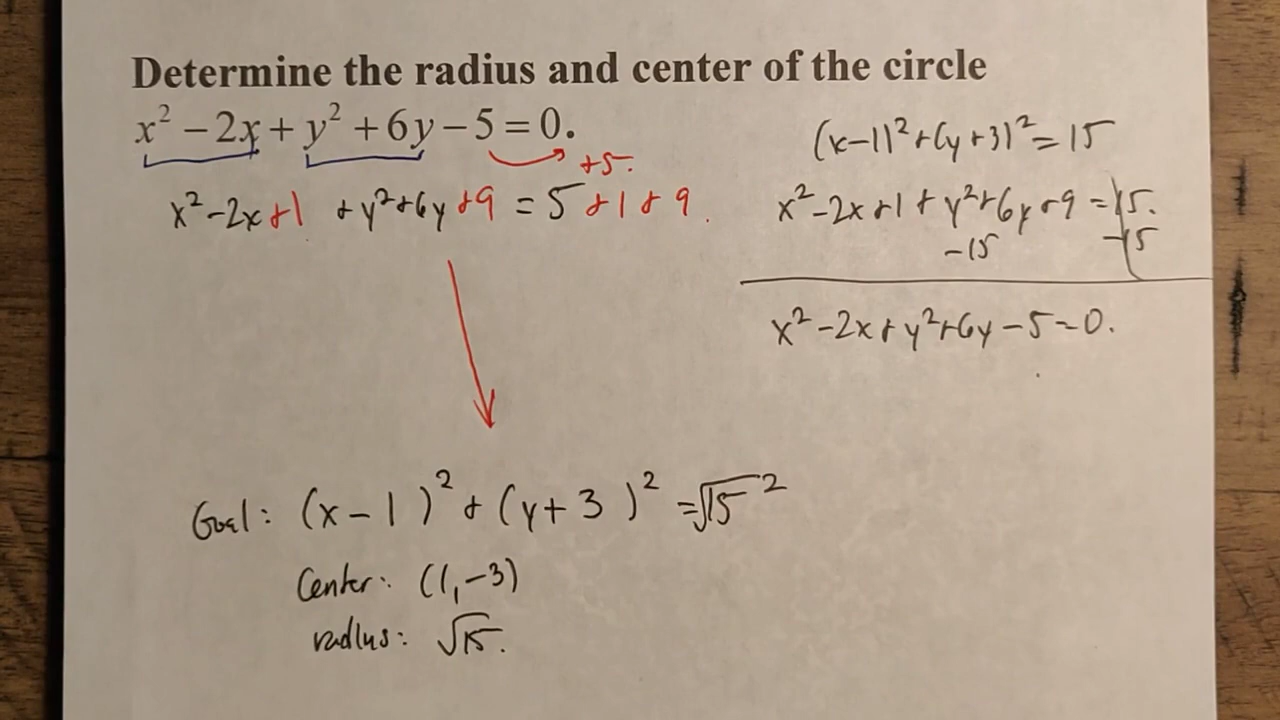 Determine the radius and center of the circle
x² − 2x + y² + 6y − 5 = 0.
+5.
x² − 2x + 1 + y² + 6y + 9 = 5 + 1 + 9.
(x − 1)² + (y + 3)² = 15
x² − 2x + 1 + y² + 6y + 9 = 15.
−15 −15
x² − 2x + y² + 6y − 5 = 0.
Goal: (x − 1)² + (y + 3)² = √15²
Center: (1, −3)
radius: √15.